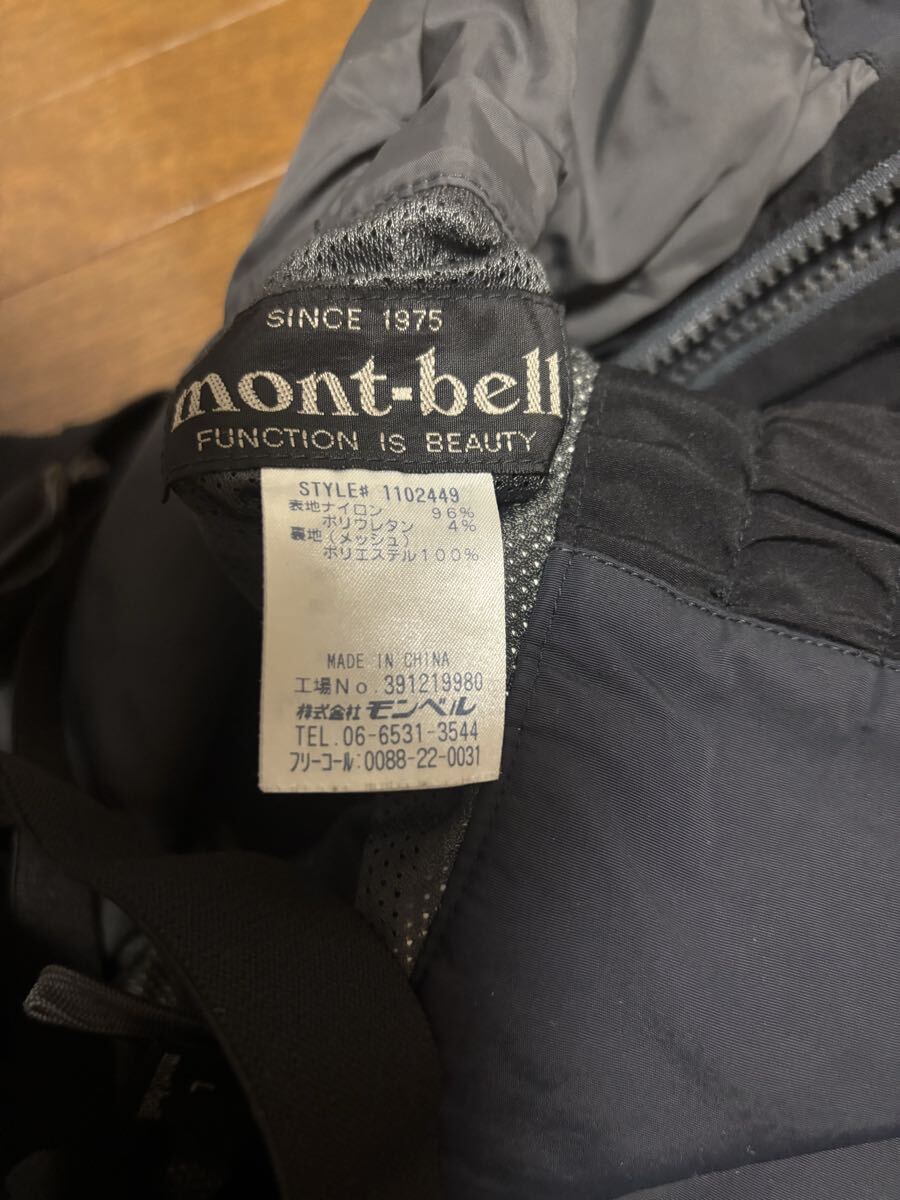 SINCE 1975
mont-bell
FUNCTION IS BEAUTY
STYLE# 1102449
表地ナイロン 96%
ポリウレタン 4%
裏地(メッシュ)
ポリエステル100%
MADE IN CHINA
工場No.391219980
株式会社 モンベル
TEL.06-6531-3544
フリーコール:0088-22-0031
L